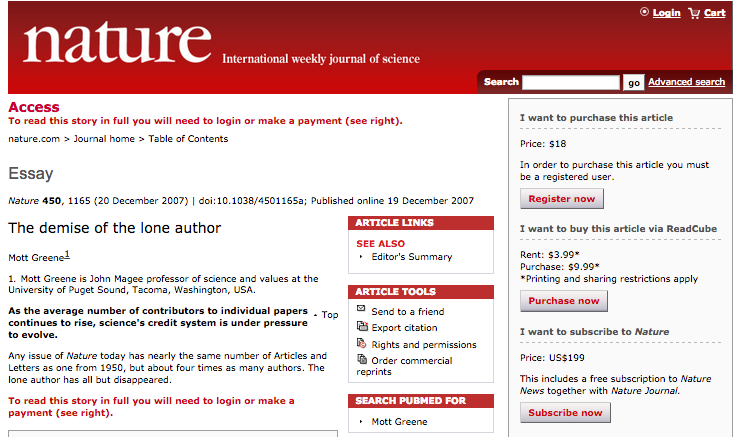 Login Cart
nature International weekly journal of science
Search go Advanced search
Access
To read this story in full you will need to login or make a payment (see right).
nature.com > Journal home > Table of Contents
Essay
Nature 450, 1165 (20 December 2007) | doi:10.1038/4501165a; Published online 19 December 2007
The demise of the lone author
Mott Greene1
1. Mott Greene is John Magee professor of science and values at the
University of Puget Sound, Tacoma, Washington, USA.
As the average number of contributors to individual papers
continues to rise, science's credit system is under pressure
to evolve.
Top
Any issue of Nature today has nearly the same number of Articles and
Letters as one from 1950, but about four times as many authors. The
lone author has all but disappeared.
To read this story in full you will need to login or make a
payment (see right).
ARTICLE LINKS
SEE ALSO
Editor's Summary
ARTICLE TOOLS
Send to a friend
Export citation
Rights and permissions
Order commercial
reprints
SEARCH PUBMED FOR
Mott Greene
I want to purchase this article
Price: $18
In order to purchase this article you must
be a registered user.
Register now
I want to buy this article via ReadCube
Rent: $3.99*
Purchase: $9.99*
*Printing and sharing restrictions apply
Purchase now
I want to subscribe to Nature
Price: US$199
This includes a free subscription to Nature
News together with Nature Journal.
Subscribe now